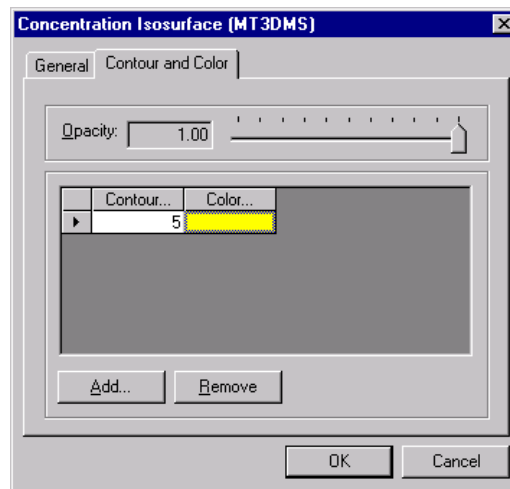 Concentration Isosurface (MT3DMS)
General Contour and Color
Opacity: 1.00
Contour... Color...
5
Add... Remove
OK Cancel